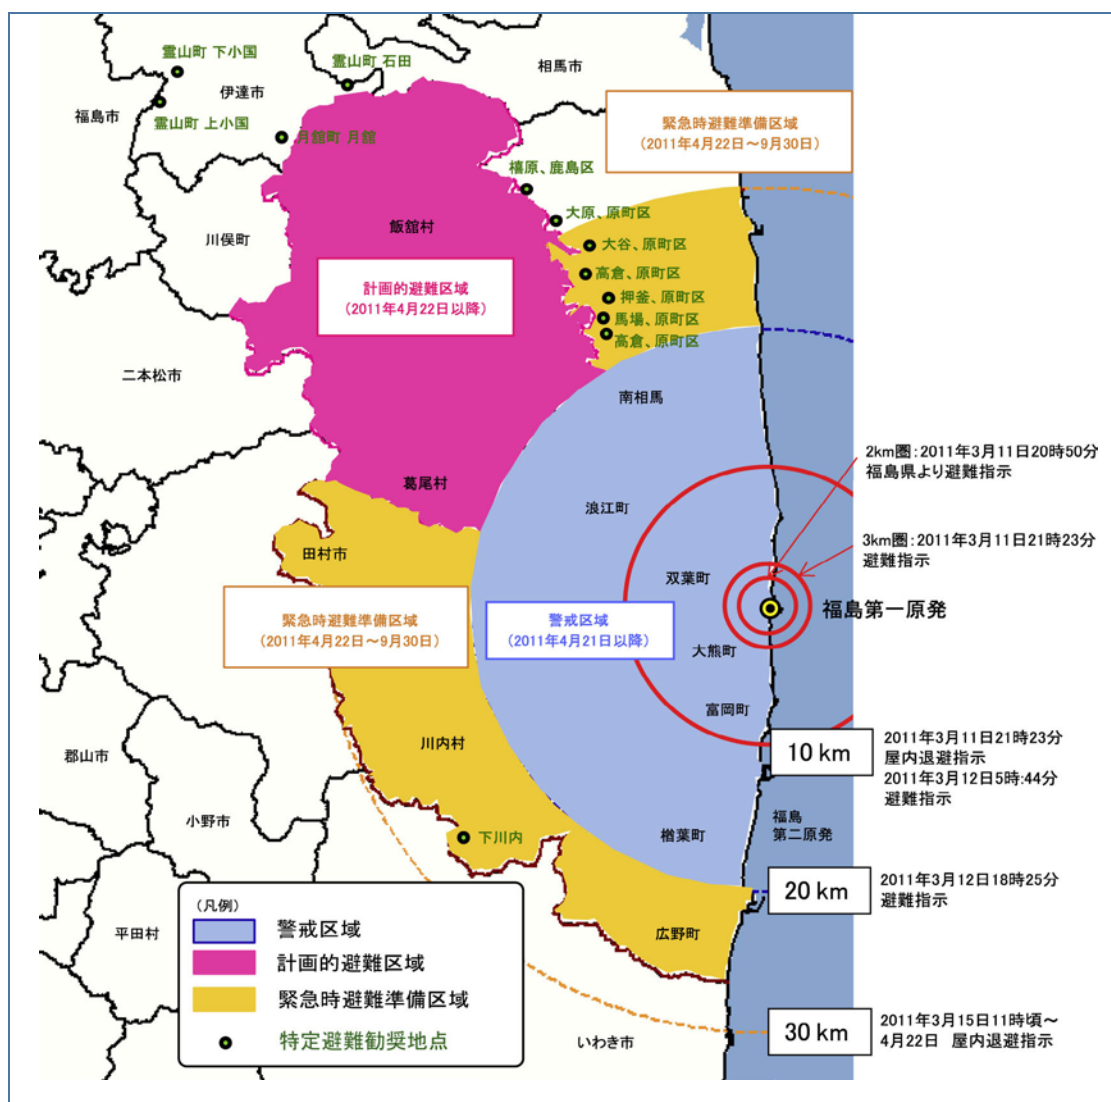 霊山町 下小国
霊山町 石田
相馬市
伊達市
福島市
霊山町 上小国
月舘町 月舘
緊急時避難準備区域
(2011年4月22日～9月30日)
橲原、鹿島区
大原、原町区
川俣町
飯舘村
大谷、原町区
高倉、原町区
計画的避難区域
(2011年4月22日以降)
押釜、原町区
馬場、原町区
高倉、原町区
二本松市
南相馬
2km圏：2011年3月11日20時50分
福島県より避難指示
葛尾村
浪江町
3km圏：2011年3月11日21時23分
避難指示
田村市
双葉町
福島第一原発
緊急時避難準備区域
(2011年4月22日～9月30日)
警戒区域
(2011年4月21日以降)
大熊町
富岡町
川内村
郡山市
10 km
2011年3月11日21時23分
屋内退避指示
2011年3月12日5時:44分
避難指示
小野市
福島
第二原発
下川内
楢葉町
20 km
2011年3月12日18時25分
避難指示
(凡例)
警戒区域
計画的避難区域
緊急時避難準備区域
特定避難勧奨地点
平田村
広野町
いわき市
30 km
2011年3月15日11時頃～
4月22日 屋内退避指示